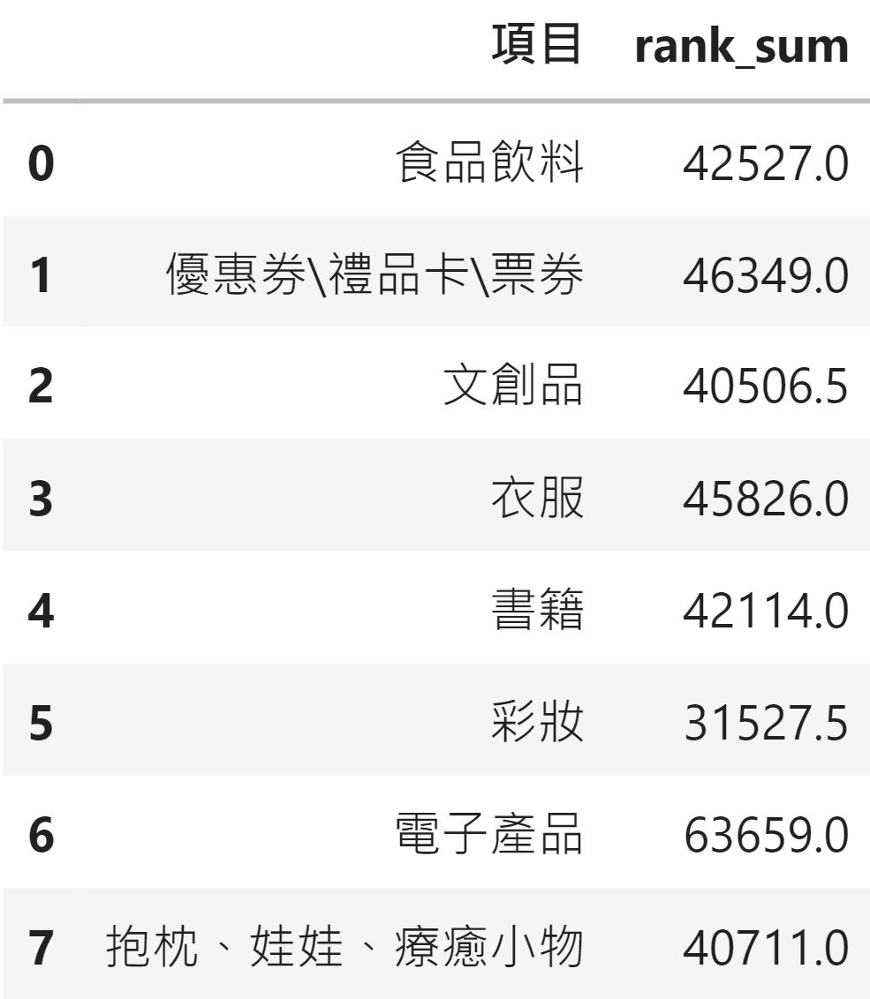 項目 rank_sum
0 食品飲料 42527.0
1 優惠券\禮品卡\票券 46349.0
2 文創品 40506.5
3 衣服 45826.0
4 書籍 42114.0
5 彩妝 31527.5
6 電子產品 63659.0
7 抱枕、娃娃、療癒小物 40711.0